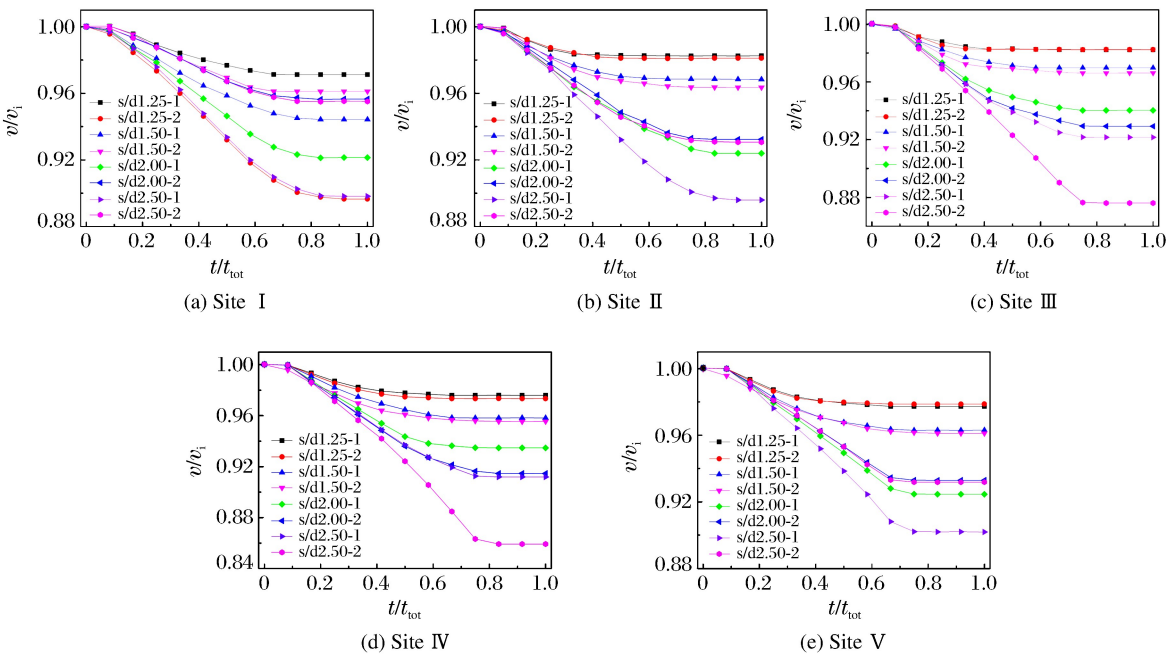 1.00
0.96
0.92
0.88
v/vi
s/d1.25-1
s/d1.25-2
s/d1.50-1
s/d1.50-2
s/d2.00-1
s/d2.00-2
s/d2.50-1
s/d2.50-2
0 0.2 0.4 0.6 0.8 1.0
t/ttot
(a) Site Ⅰ
1.00
0.96
0.92
0.88
v/vi
s/d1.25-1
s/d1.25-2
s/d1.50-1
s/d1.50-2
s/d2.00-1
s/d2.00-2
s/d2.50-1
s/d2.50-2
0 0.2 0.4 0.6 0.8 1.0
t/ttot
(b) Site Ⅱ
1.00
0.96
0.92
0.88
v/vi
s/d1.25-1
s/d1.25-2
s/d1.50-1
s/d1.50-2
s/d2.00-1
s/d2.00-2
s/d2.50-1
s/d2.50-2
0 0.2 0.4 0.6 0.8 1.0
t/ttot
(c) Site Ⅲ
1.00
0.96
0.92
0.88
0.84
v/vi
s/d1.25-1
s/d1.25-2
s/d1.50-1
s/d1.50-2
s/d2.00-1
s/d2.00-2
s/d2.50-1
s/d2.50-2
0 0.2 0.4 0.6 0.8 1.0
t/ttot
(d) Site Ⅳ
1.00
0.96
0.92
0.88
v/vi
s/d1.25-1
s/d1.25-2
s/d1.50-1
s/d1.50-2
s/d2.00-1
s/d2.00-2
s/d2.50-1
s/d2.50-2
0 0.2 0.4 0.6 0.8 1.0
t/ttot
(e) Site Ⅴ